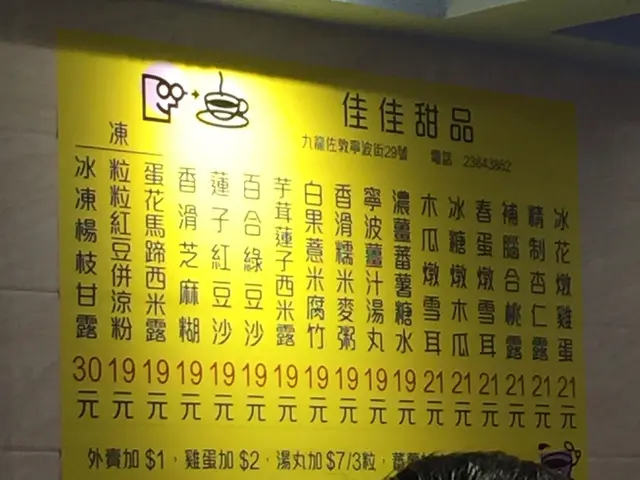 佳佳甜品
九龍佐敦寧波街29號 電話 23643862
冰花燉雞蛋 21元
精制杏仁露 21元
補腦合桃露 21元
春蛋燉雪耳 21元
冰糖燉木瓜 21元
木瓜燉雪耳 21元
濃薑蕃薯糖水 19元
寧波薑汁湯丸 19元
香滑糯米麥粥 19元
白果薏米腐竹 19元
芋茸蓮子西米露 19元
百合綠豆沙 19元
蓮子紅豆沙 19元
香滑芝麻糊 19元
凍
蛋花馬蹄西米露 19元
粒粒紅豆併涼粉 19元
冰凍楊枝甘露 30元
外賣加 $1，雞蛋加 $2，湯丸加 $7/3粒，蕃